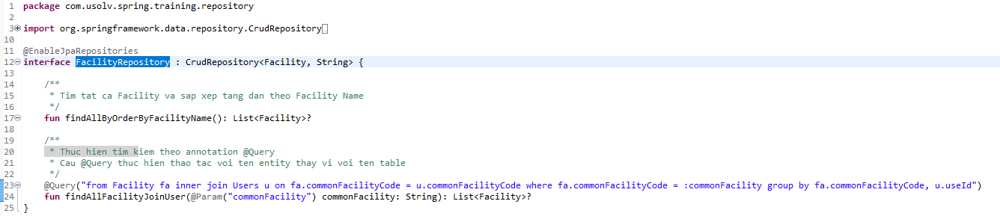 1 package com.usolv.spring.training.repository
2
3 import org.springframework.data.repository.CrudRepository
10
11 @EnableJpaRepositories
12 interface FacilityRepository : CrudRepository<Facility, String> {
13
14 /**
15 * Tim tat ca Facility va sap xep tang dan theo Facility Name
16 */
17 fun findAllByOrderByFacilityName(): List<Facility>?
18
19 /**
20 * Thuc hien tim kiem theo annotation @Query
21 * Cau @Query thuc hien thao tac voi ten entity thay vi voi ten table
22 */
23 @Query("from Facility fa inner join Users u on fa.commonFacilityCode = u.commonFacilityCode where fa.commonFacilityCode = :commonFacility group by fa.commonFacilityCode, u.useId")
24 fun findAllFacilityJoinUser(@Param("commonFacility") commonFacility: String): List<Facility>?
25 }